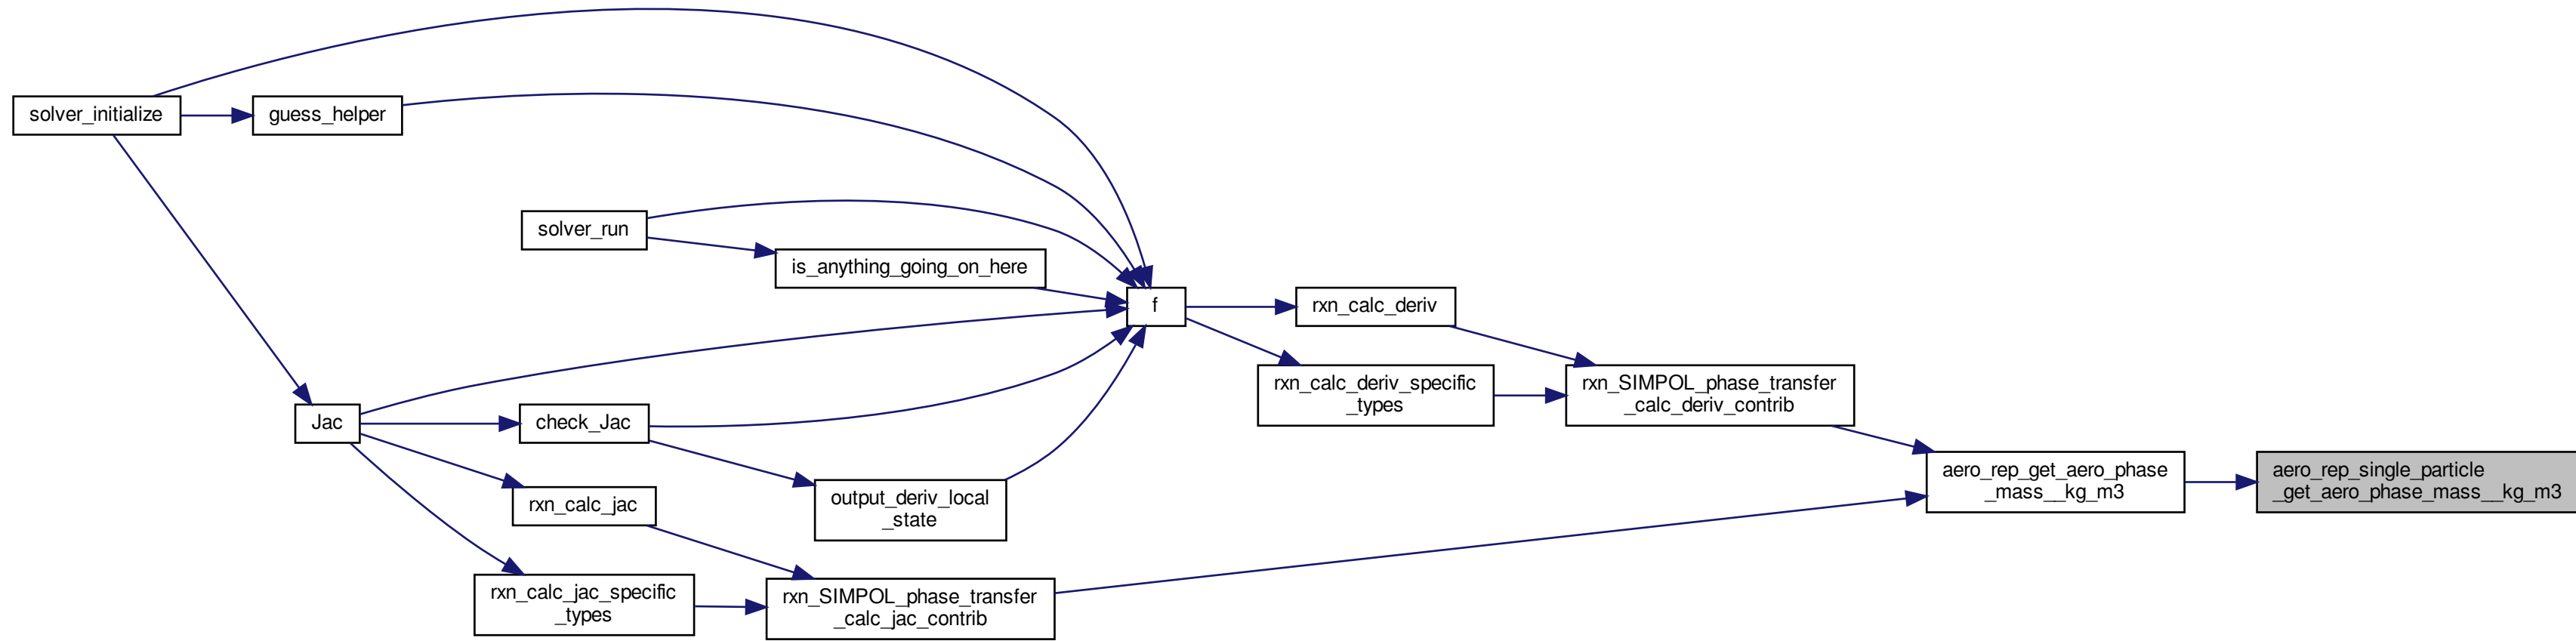 solver_initialize
guess_helper
solver_run
is_anything_going_on_here
f
rxn_calc_deriv
rxn_calc_deriv_specific
_types
rxn_SIMPOL_phase_transfer
_calc_deriv_contrib
Jac
check_Jac
aero_rep_get_aero_phase
_mass__kg_m3
aero_rep_single_particle
_get_aero_phase_mass__kg_m3
rxn_calc_jac
output_deriv_local
_state
rxn_calc_jac_specific
_types
rxn_SIMPOL_phase_transfer
_calc_jac_contrib